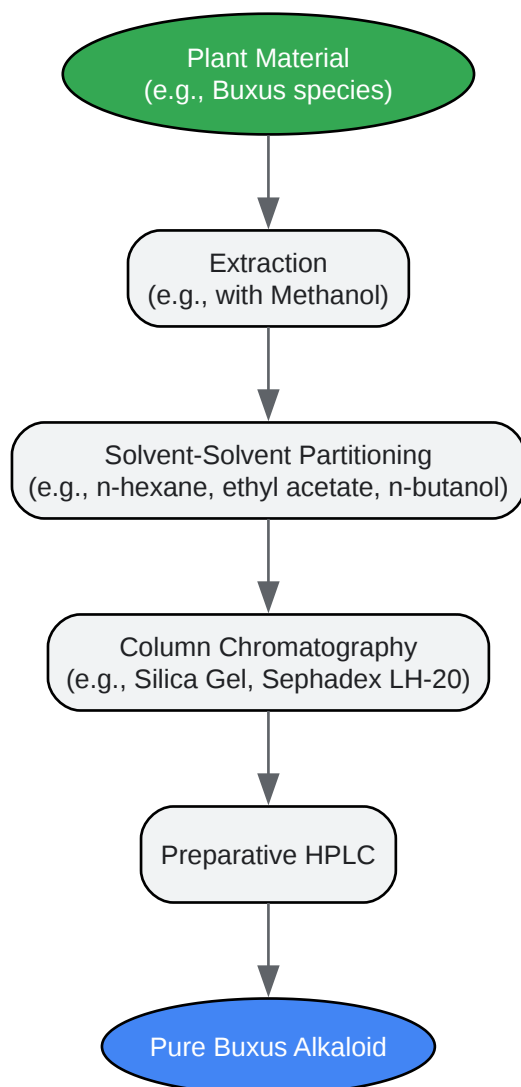 Plant Material
(e.g., Buxus species)
Extraction
(e.g., with Methanol)
Solvent-Solvent Partitioning
(e.g., n-hexane, ethyl acetate, n-butanol)
Column Chromatography
(e.g., Silica Gel, Sephadex LH-20)
Preparative HPLC
Pure Buxus Alkaloid